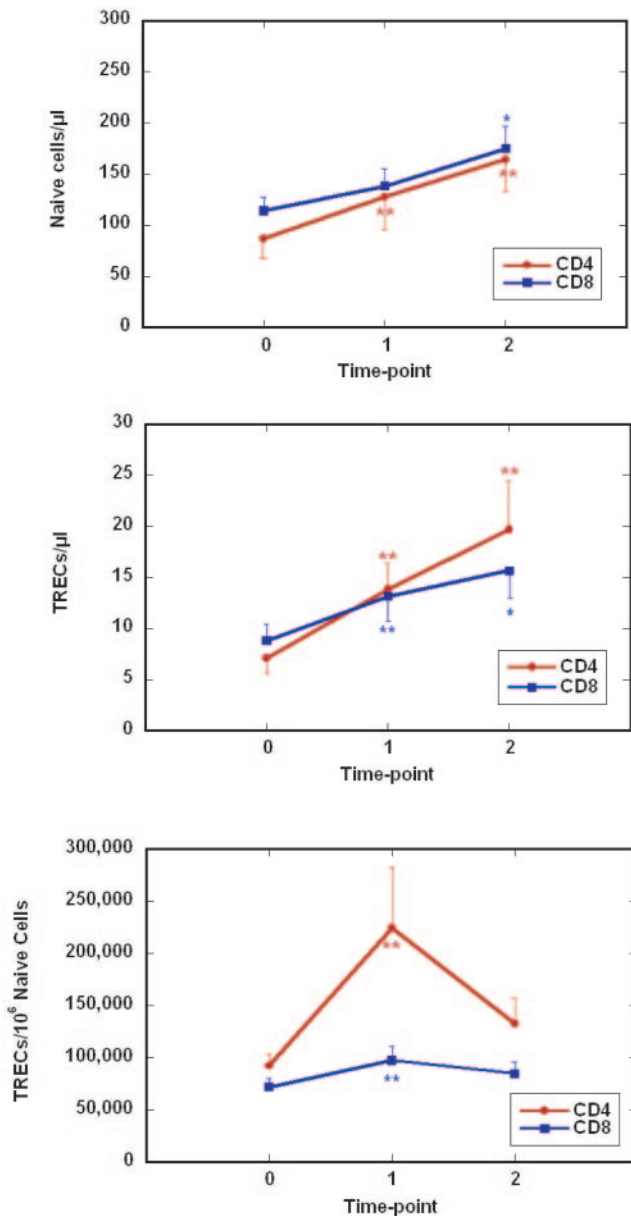 300
250
200
150
100
50
0
Naive cells/µl
*
**
**
CD4
CD8
0 1 2
Time-point
30
25
20
15
10
5
0
TRECs/µl
**
**
**
*
CD4
CD8
0 1 2
Time-point
300,000
250,000
200,000
150,000
100,000
50,000
0
TRECs/10⁶ Naive Cells
**
**
CD4
CD8
0 1 2
Time-point